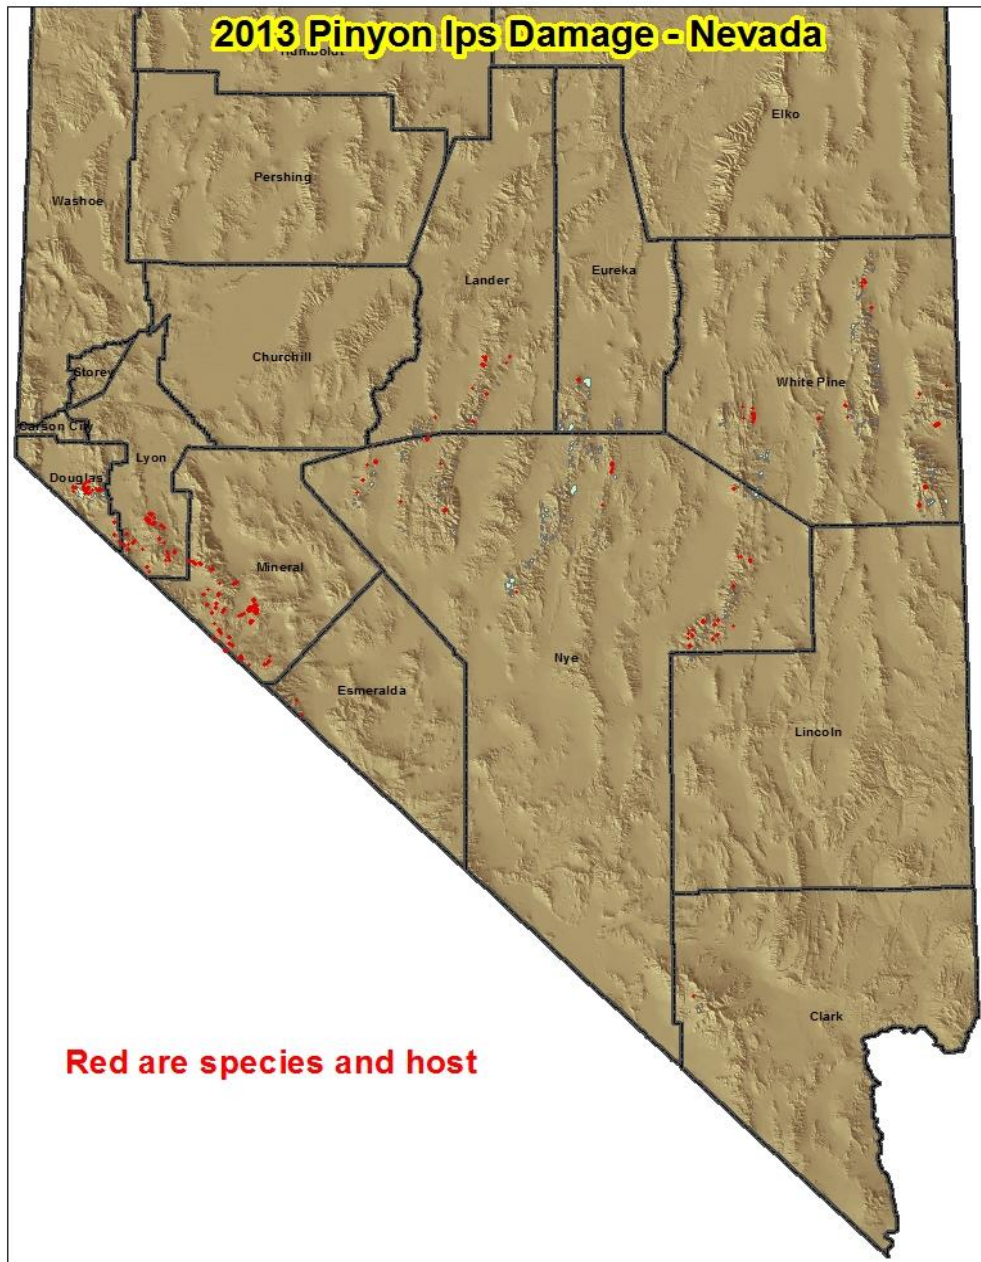 2013 Pinyon Ips Damage - Nevada
Humboldt
Elko
Pershing
Washoe
Eureka
Lander
Churchill
Storey
White Pine
Carson City
Lyon
Douglas
Mineral
Nye
Esmeralda
Lincoln
Clark
Red are species and host